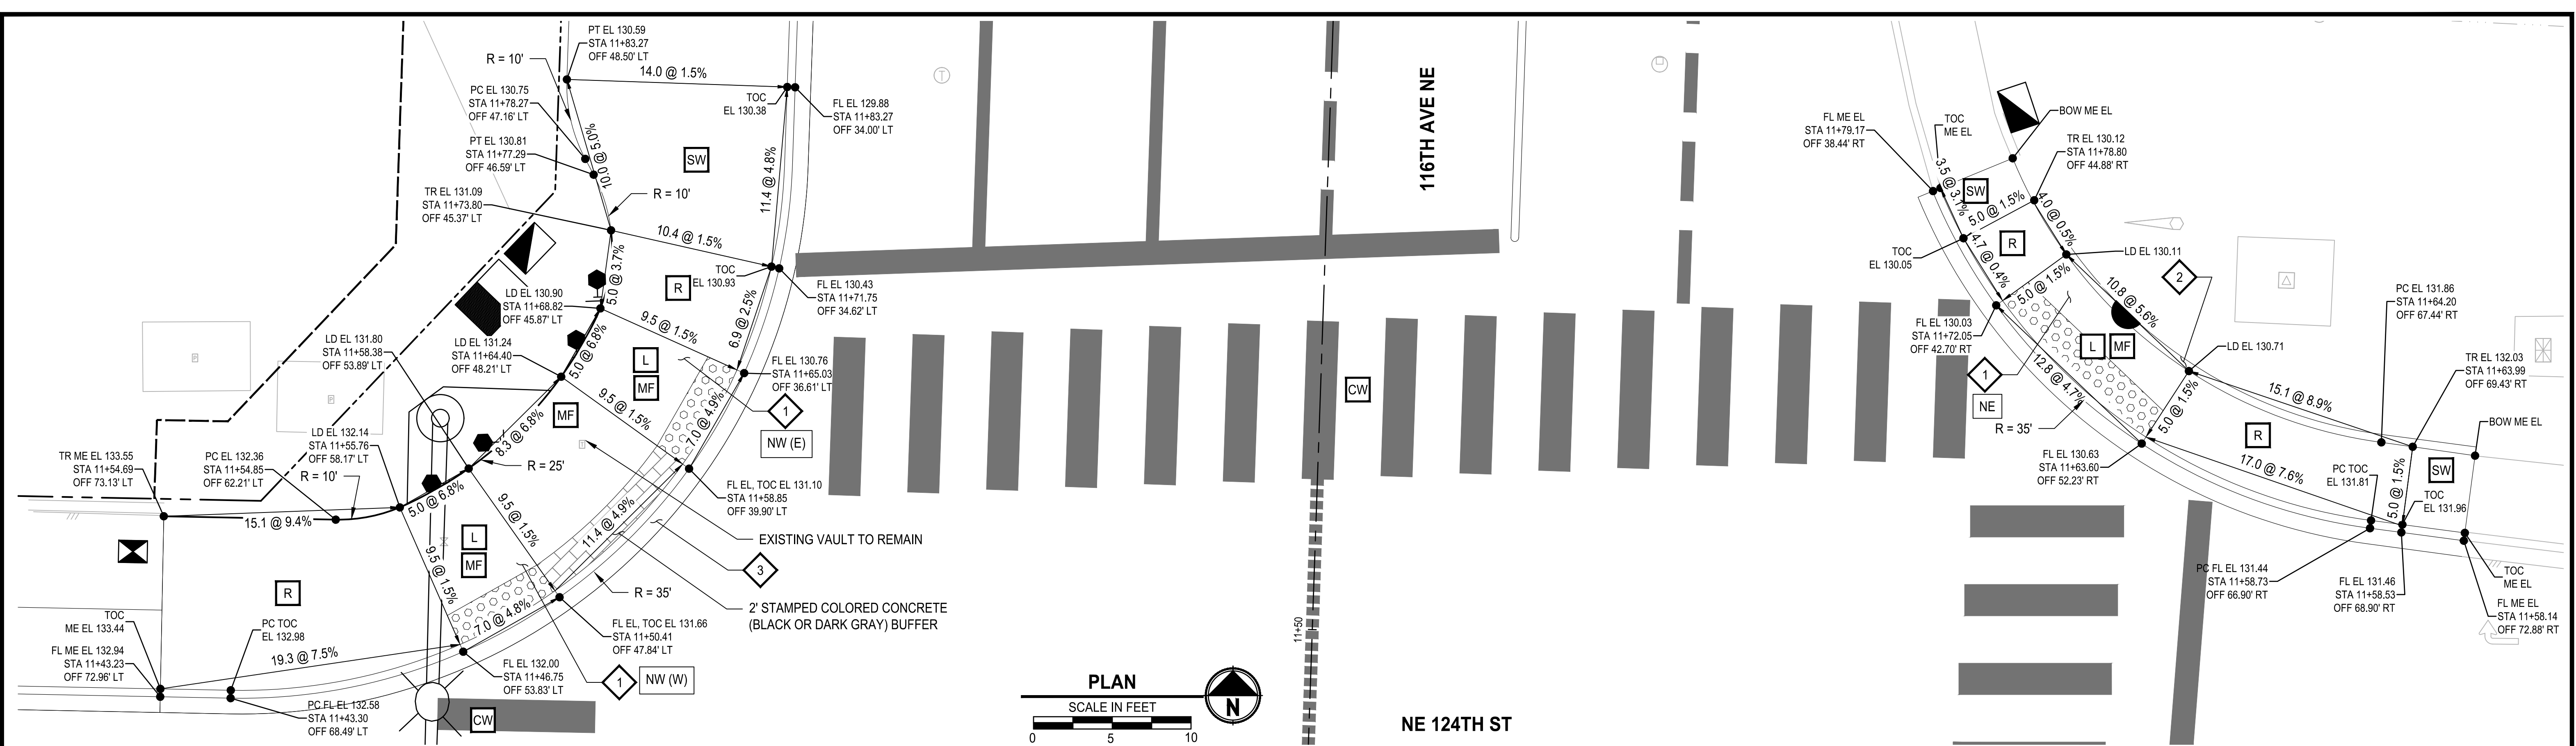 PT EL 130.59
STA 11+83.27
OFF 48.50' LT
R = 10'
14.0 @ 1.5%
PC EL 130.75
STA 11+78.27
OFF 47.16' LT
TOC
EL 130.38
FL EL 129.88
STA 11+83.27
OFF 34.00' LT
PT EL 130.81
STA 11+77.29
OFF 46.59' LT
10.0 @ 5.0%
SW
11.4 @ 4.8%
TR EL 131.09
STA 11+73.80
OFF 45.37' LT
R = 10'
10.4 @ 1.5%
TOC
EL 130.93
FL EL 130.43
STA 11+71.75
OFF 34.62' LT
5.0 @ 3.7%
R
LD EL 130.90
STA 11+68.82
OFF 45.87' LT
9.5 @ 1.5%
6.9 @ 2.5%
LD EL 131.80
STA 11+58.38
OFF 53.89' LT
LD EL 131.24
STA 11+64.40
OFF 48.21' LT
5.0 @ 6.8%
L
MF
FL EL 130.76
STA 11+65.03
OFF 36.61' LT
9.5 @ 1.5%
MF
1
NW (E)
7.0 @ 4.9%
8.3 @ 6.8%
R = 25'
LD EL 132.14
STA 11+55.76
OFF 58.17' LT
TR ME EL 133.55
STA 11+54.69
OFF 73.13' LT
PC EL 132.36
STA 11+54.85
OFF 62.21' LT
R = 10'
15.1 @ 9.4%
5.0 @ 6.8%
9.5 @ 1.5%
FL EL, TOC EL 131.10
STA 11+58.85
OFF 39.90' LT
11.4 @ 4.9%
EXISTING VAULT TO REMAIN
L
MF
9.5 @ 1.5%
3
R
R = 35'
7.0 @ 4.8%
2' STAMPED COLORED CONCRETE
(BLACK OR DARK GRAY) BUFFER
TOC
ME EL 133.44
PC TOC
EL 132.98
FL ME EL 132.94
STA 11+43.23
OFF 72.96' LT
19.3 @ 7.5%
FL EL, TOC EL 131.66
STA 11+50.41
OFF 47.84' LT
FL EL 132.00
STA 11+46.75
OFF 53.83' LT
1
NW (W)
PC FL EL 132.58
STA 11+43.30
OFF 68.49' LT
CW
T
P
P
116TH AVE NE
CW
11+50
PLAN
SCALE IN FEET
0 5 10
N
NE 124TH ST
FL ME EL
STA 11+79.17
OFF 38.44' RT
TOC
ME EL
BOW ME EL
TR EL 130.12
STA 11+78.80
OFF 44.88' RT
3.5 @ 3.1%
SW
5.0 @ 1.5%
4.0 @ 0.5%
R
TOC
EL 130.05
4.7 @ 0.4%
LD EL 130.11
5.0 @ 1.5%
2
10.8 @ 5.6%
PC EL 131.86
STA 11+64.20
OFF 67.44' RT
FL EL 130.03
STA 11+72.05
OFF 42.70' RT
L
MF
LD EL 130.71
TR EL 132.03
STA 11+63.99
OFF 69.43' RT
1
NE
12.8 @ 4.7%
R = 35'
5.0 @ 1.5%
15.1 @ 8.9%
R
BOW ME EL
FL EL 130.63
STA 11+63.60
OFF 52.23' RT
17.0 @ 7.6%
PC TOC
EL 131.81
5.0 @ 1.5%
SW
TOC
EL 131.96
PC FL EL 131.44
STA 11+58.73
OFF 66.90' RT
FL EL 131.46
STA 11+58.53
OFF 68.90' RT
TOC
ME EL
FL ME EL
STA 11+58.14
OFF 72.88' RT